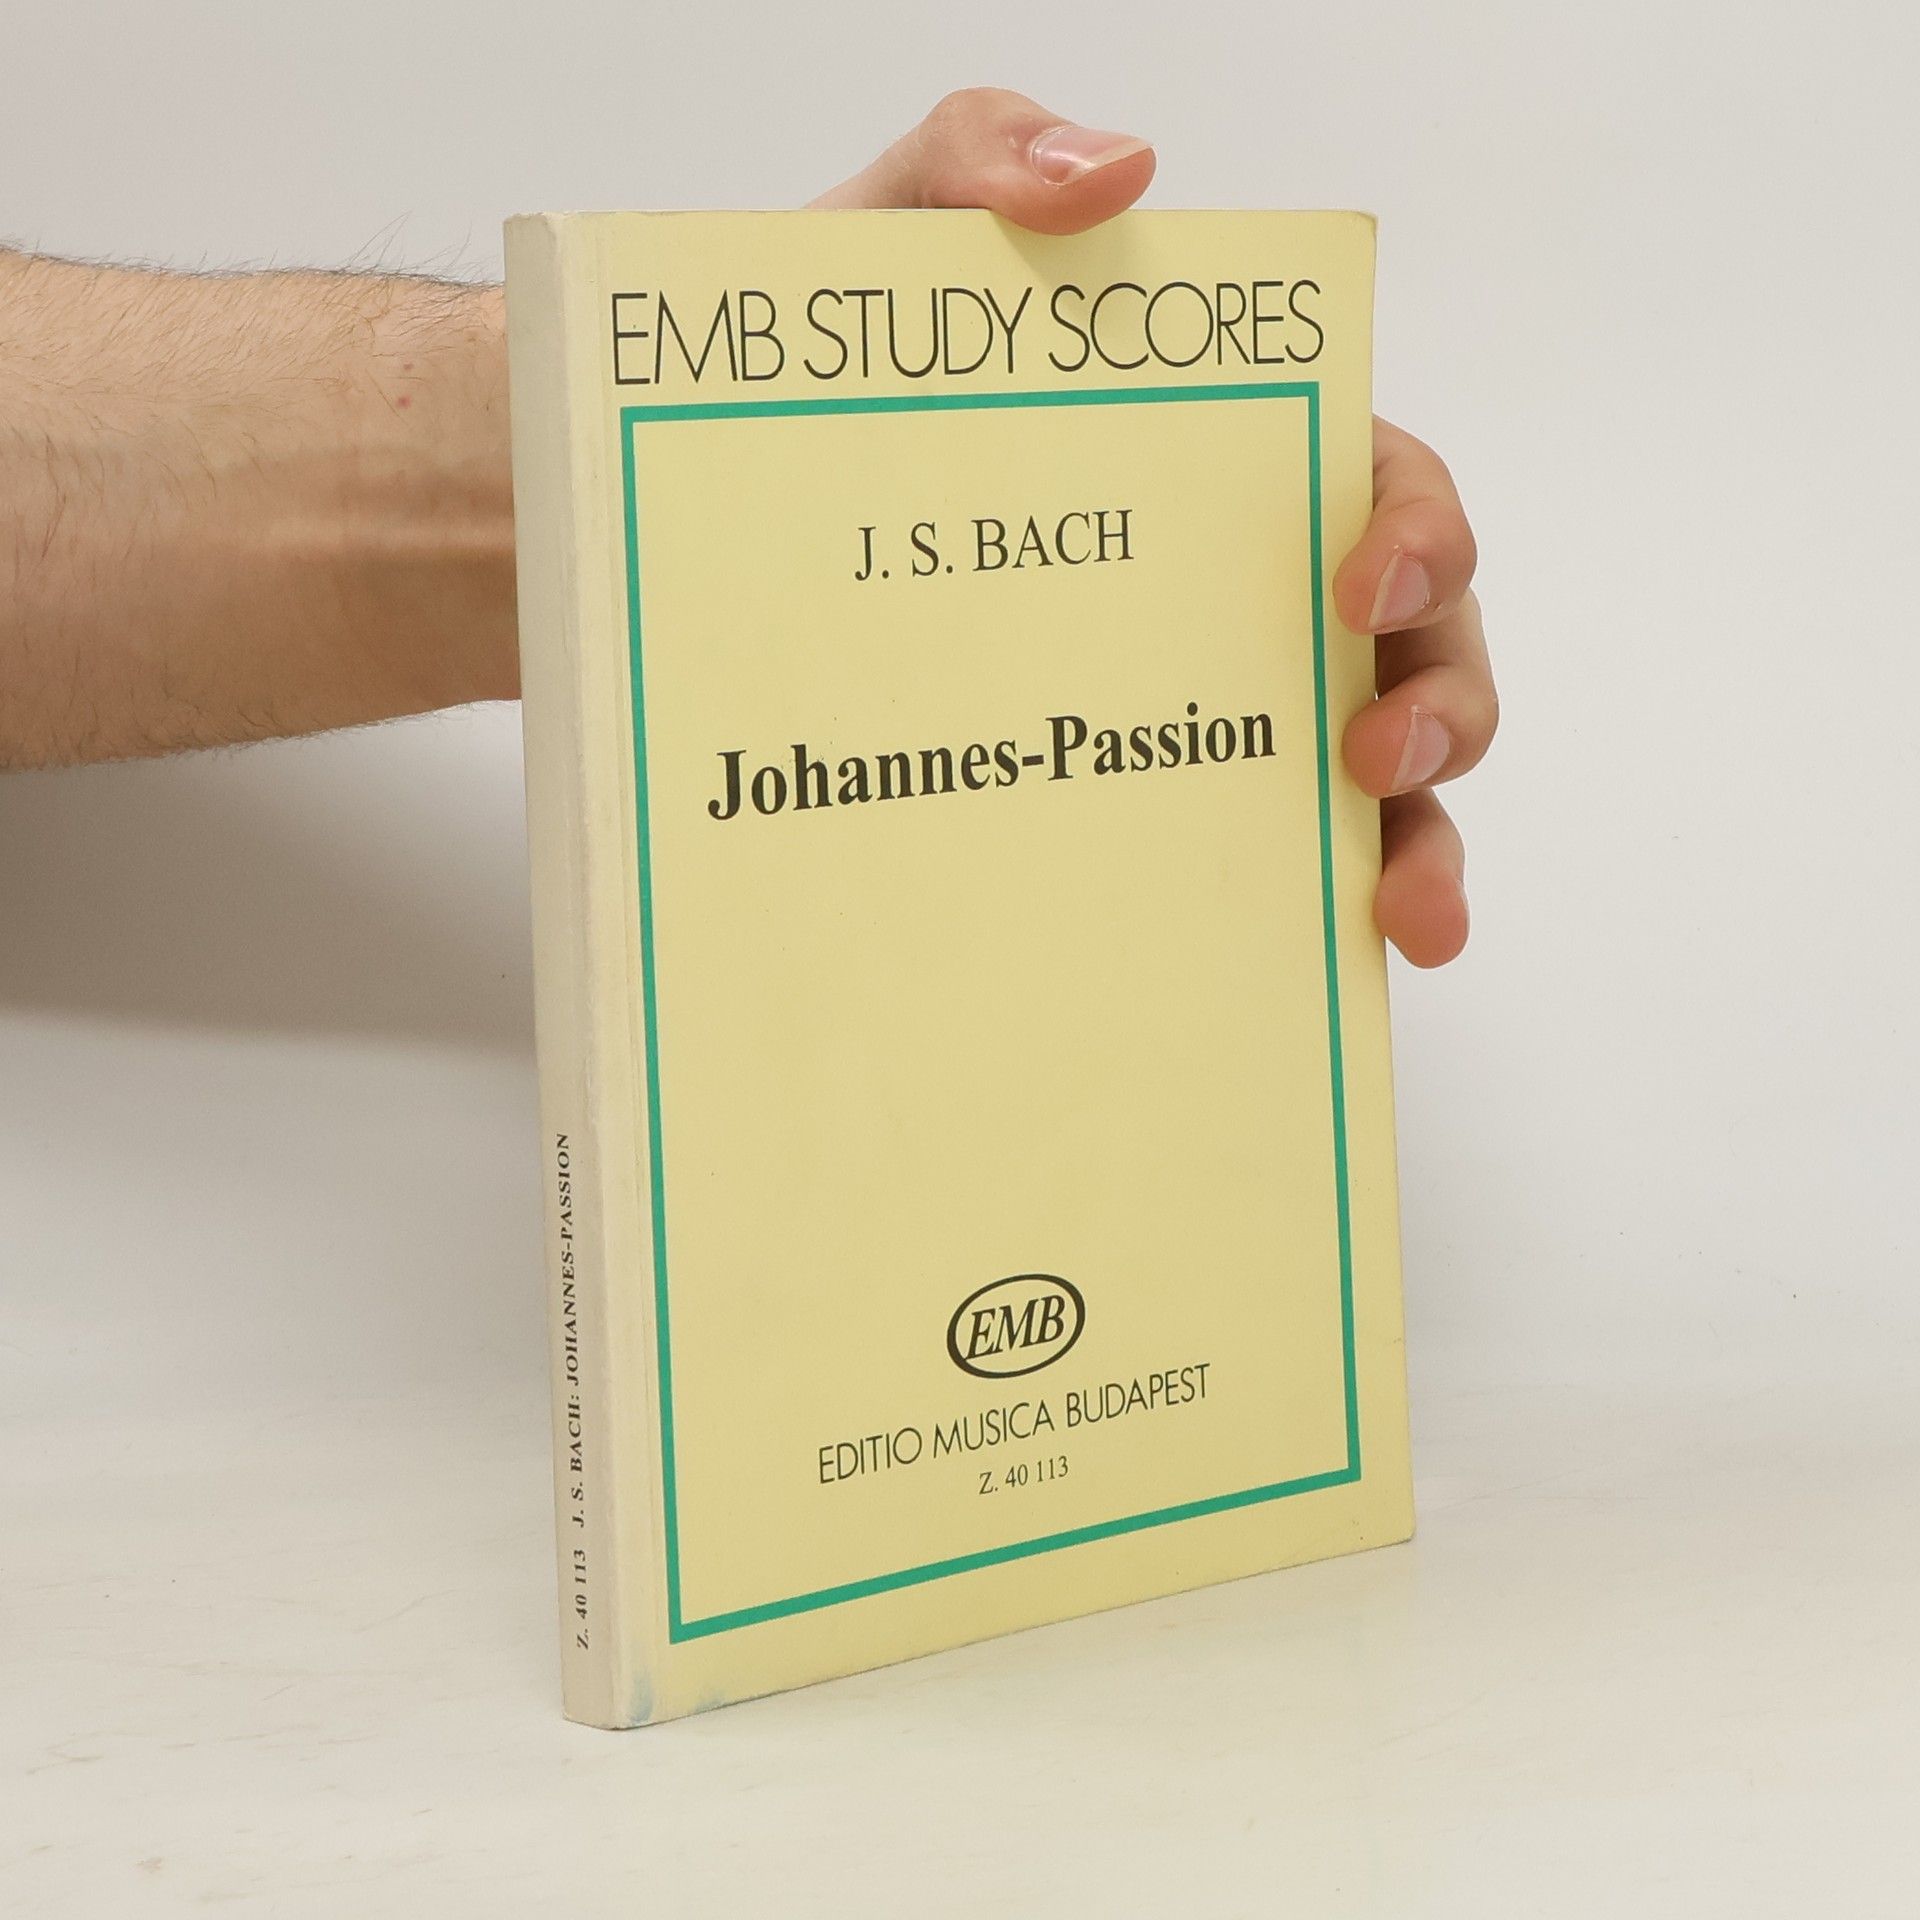 EMB STUDY SCORES
J. S. BACH
Johannes-Passion
EMB
EDITIO MUSICA BUDAPEST
Z. 40 113
Z. 40 113 J. S. BACH: JOHANNES-PASSION